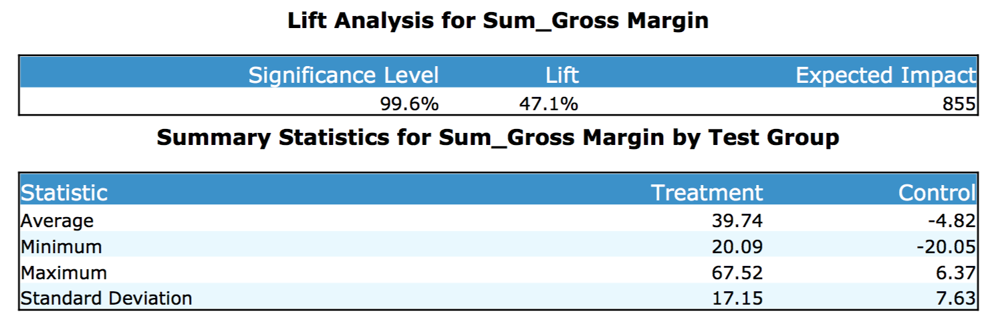 Lift Analysis for Sum_Gross Margin
Significance Level Lift Expected Impact
99.6% 47.1% 855
Summary Statistics for Sum_Gross Margin by Test Group
Statistic Treatment Control
Average 39.74 -4.82
Minimum 20.09 -20.05
Maximum 67.52 6.37
Standard Deviation 17.15 7.63